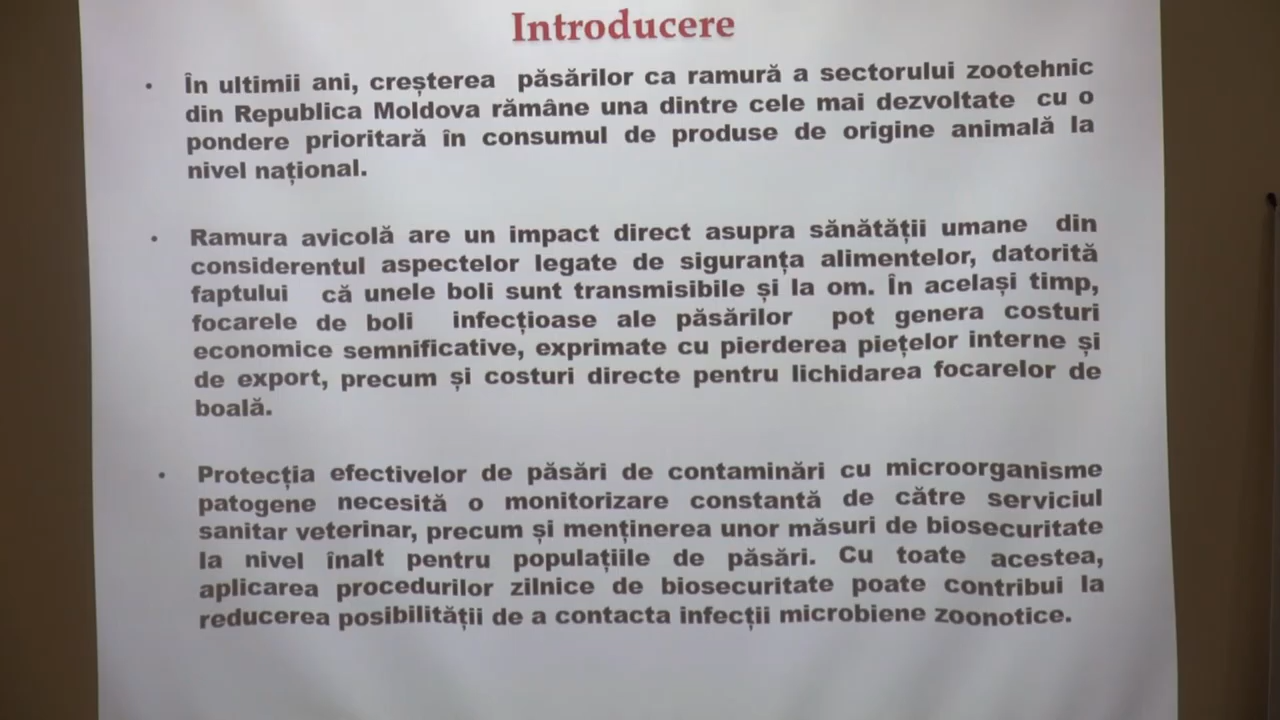 Introducere
• În ultimii ani, creșterea păsărilor ca ramură a sectorului zootehnic
din Republica Moldova rămâne una dintre cele mai dezvoltate cu o
pondere prioritară în consumul de produse de origine animală la
nivel național.
• Ramura avicolă are un impact direct asupra sănătății umane din
considerentul aspectelor legate de siguranța alimentelor, datorită
faptului că unele boli sunt transmisibile și la om. În același timp,
focarele de boli infecțioase ale păsărilor pot genera costuri
economice semnificative, exprimate cu pierderea piețelor interne și
de export, precum și costuri directe pentru lichidarea focarelor de
boală.
• Protecția efectivelor de păsări de contaminări cu microorganisme
patogene necesită o monitorizare constantă de către serviciul
sanitar veterinar, precum și menținerea unor măsuri de biosecuritate
la nivel înalt pentru populațiile de păsări. Cu toate acestea,
aplicarea procedurilor zilnice de biosecuritate poate contribui la
reducerea posibilității de a contacta infecții microbiene zoonotice.